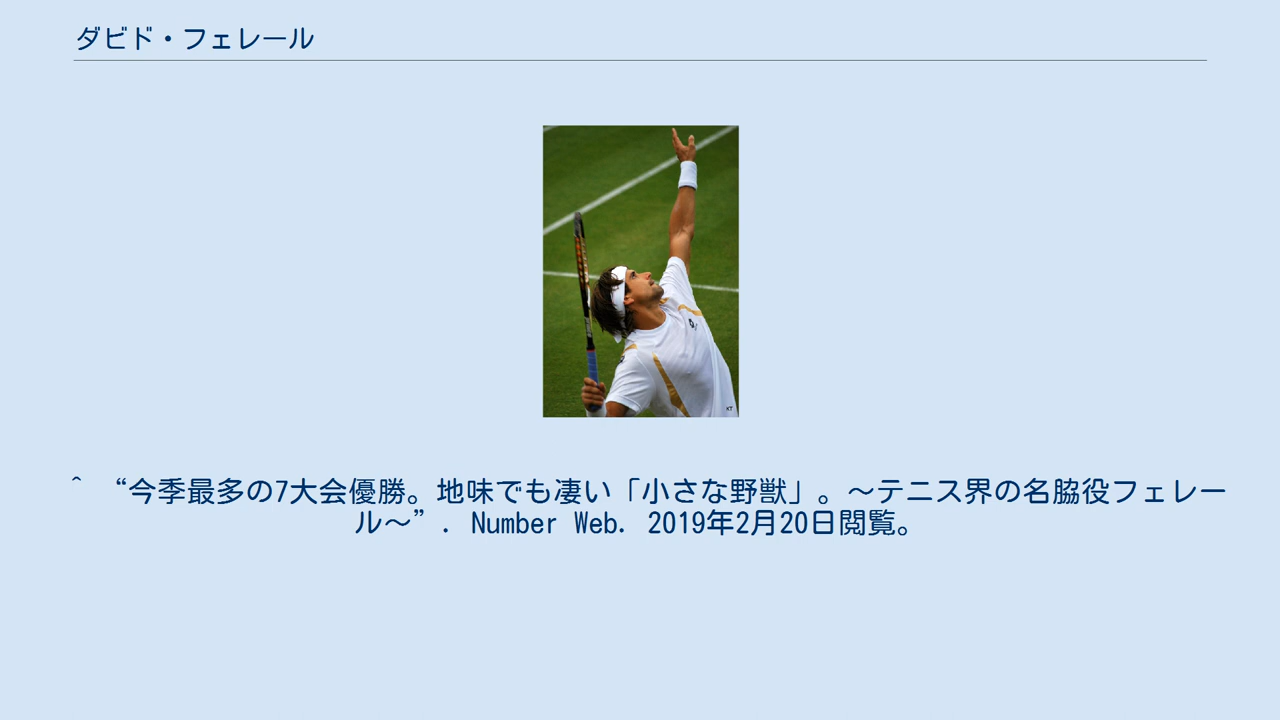 ダビド・フェレール
^ “今季最多の7大会優勝。地味でも凄い「小さな野獣」。～テニス界の名脇役フェレー
ル～”. Number Web. 2019年2月20日閲覧。
KT